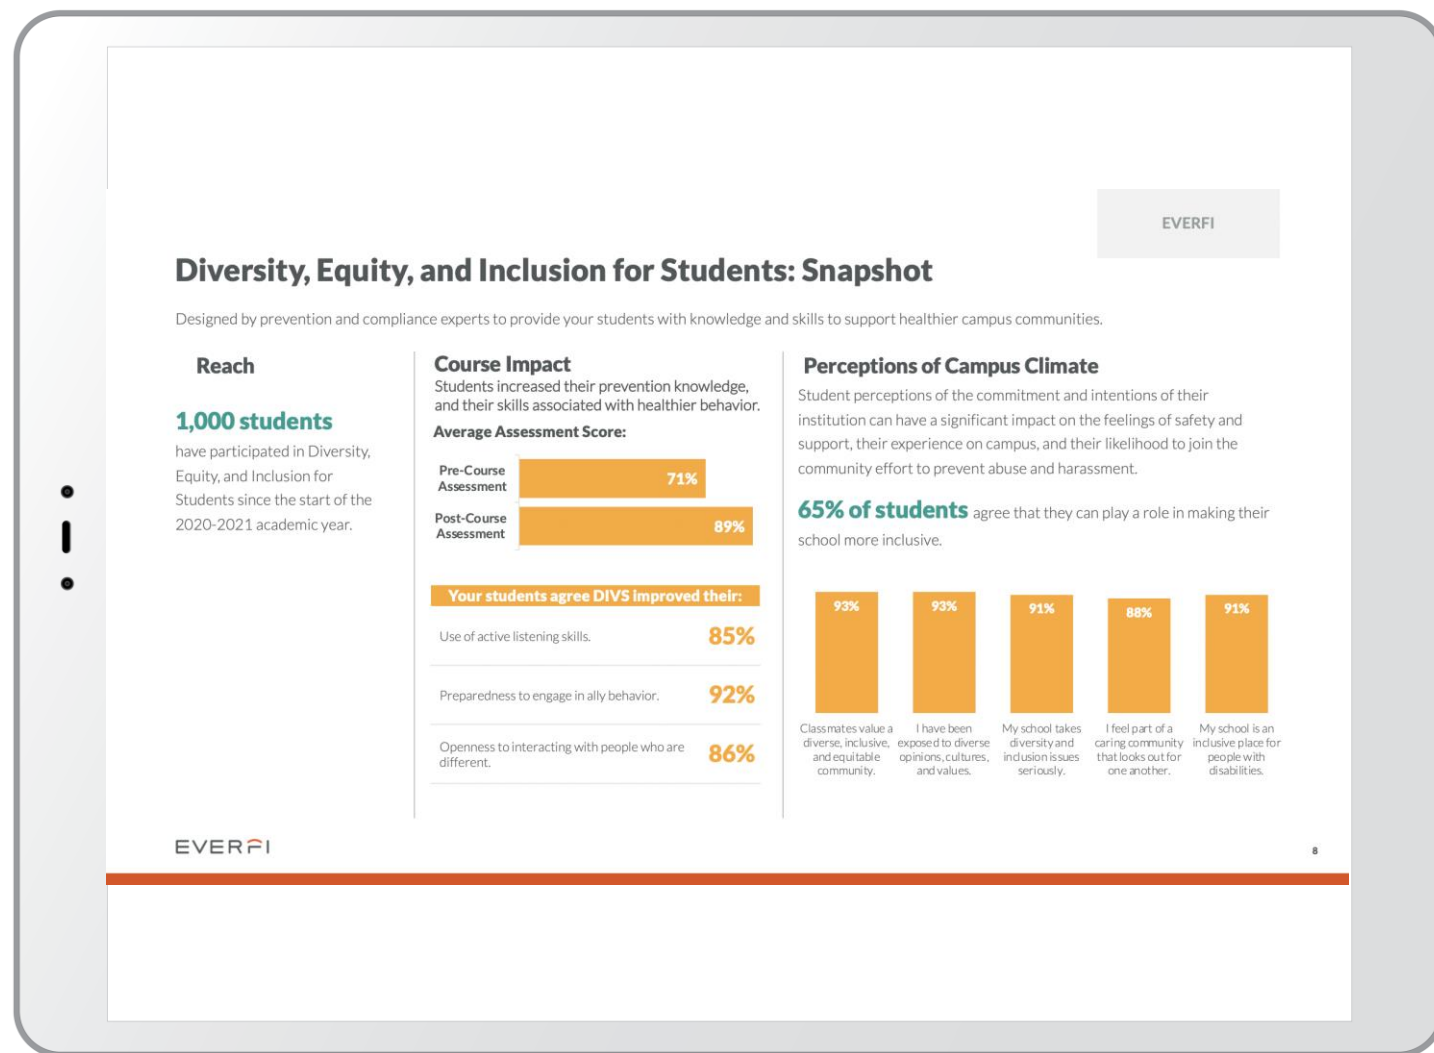 EVERFI
Diversity, Equity, and Inclusion for Students: Snapshot
Designed by prevention and compliance experts to provide your students with knowledge and skills to support healthier campus communities.
Reach
1,000 students
have participated in Diversity,
Equity, and Inclusion for
Students since the start of the
2020-2021 academic year.
Course Impact
Students increased their prevention knowledge,
and their skills associated with healthier behavior.
Average Assessment Score:
Pre-Course
Assessment
71%
Post-Course
Assessment
89%
Your students agree DIVS improved their:
Use of active listening skills.
85%
Preparedness to engage in ally behavior.
92%
Openness to interacting with people who are
different.
86%
Perceptions of Campus Climate
Student perceptions of the commitment and intentions of their
institution can have a significant impact on the feelings of safety and
support, their experience on campus, and their likelihood to join the
community effort to prevent abuse and harassment.
65% of students agree that they can play a role in making their
school more inclusive.
93%
Classmates value a
diverse, inclusive,
and equitable
community.
93%
I have been
exposed to diverse
opinions, cultures,
and values.
91%
My school takes
diversity and
inclusion issues
seriously.
88%
I feel part of a
caring community
that looks out for
one another.
91%
My school is an
inclusive place for
people with
disabilities.
EVERFI
8